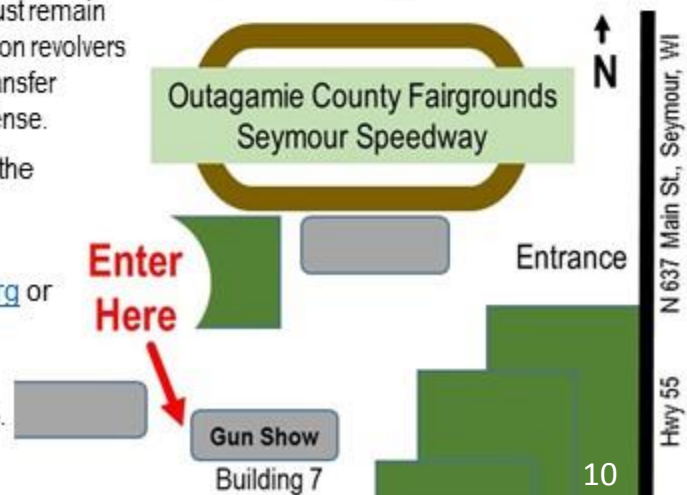 ust remain
on revolvers
ansfer
ense.
the
rg or
.
Outagamie County Fairgrounds
Seymour Speedway
N
N 637 Main St., Seymour, WI
Entrance
Enter
Here
Hwy 55
Gun Show
Building 7
10